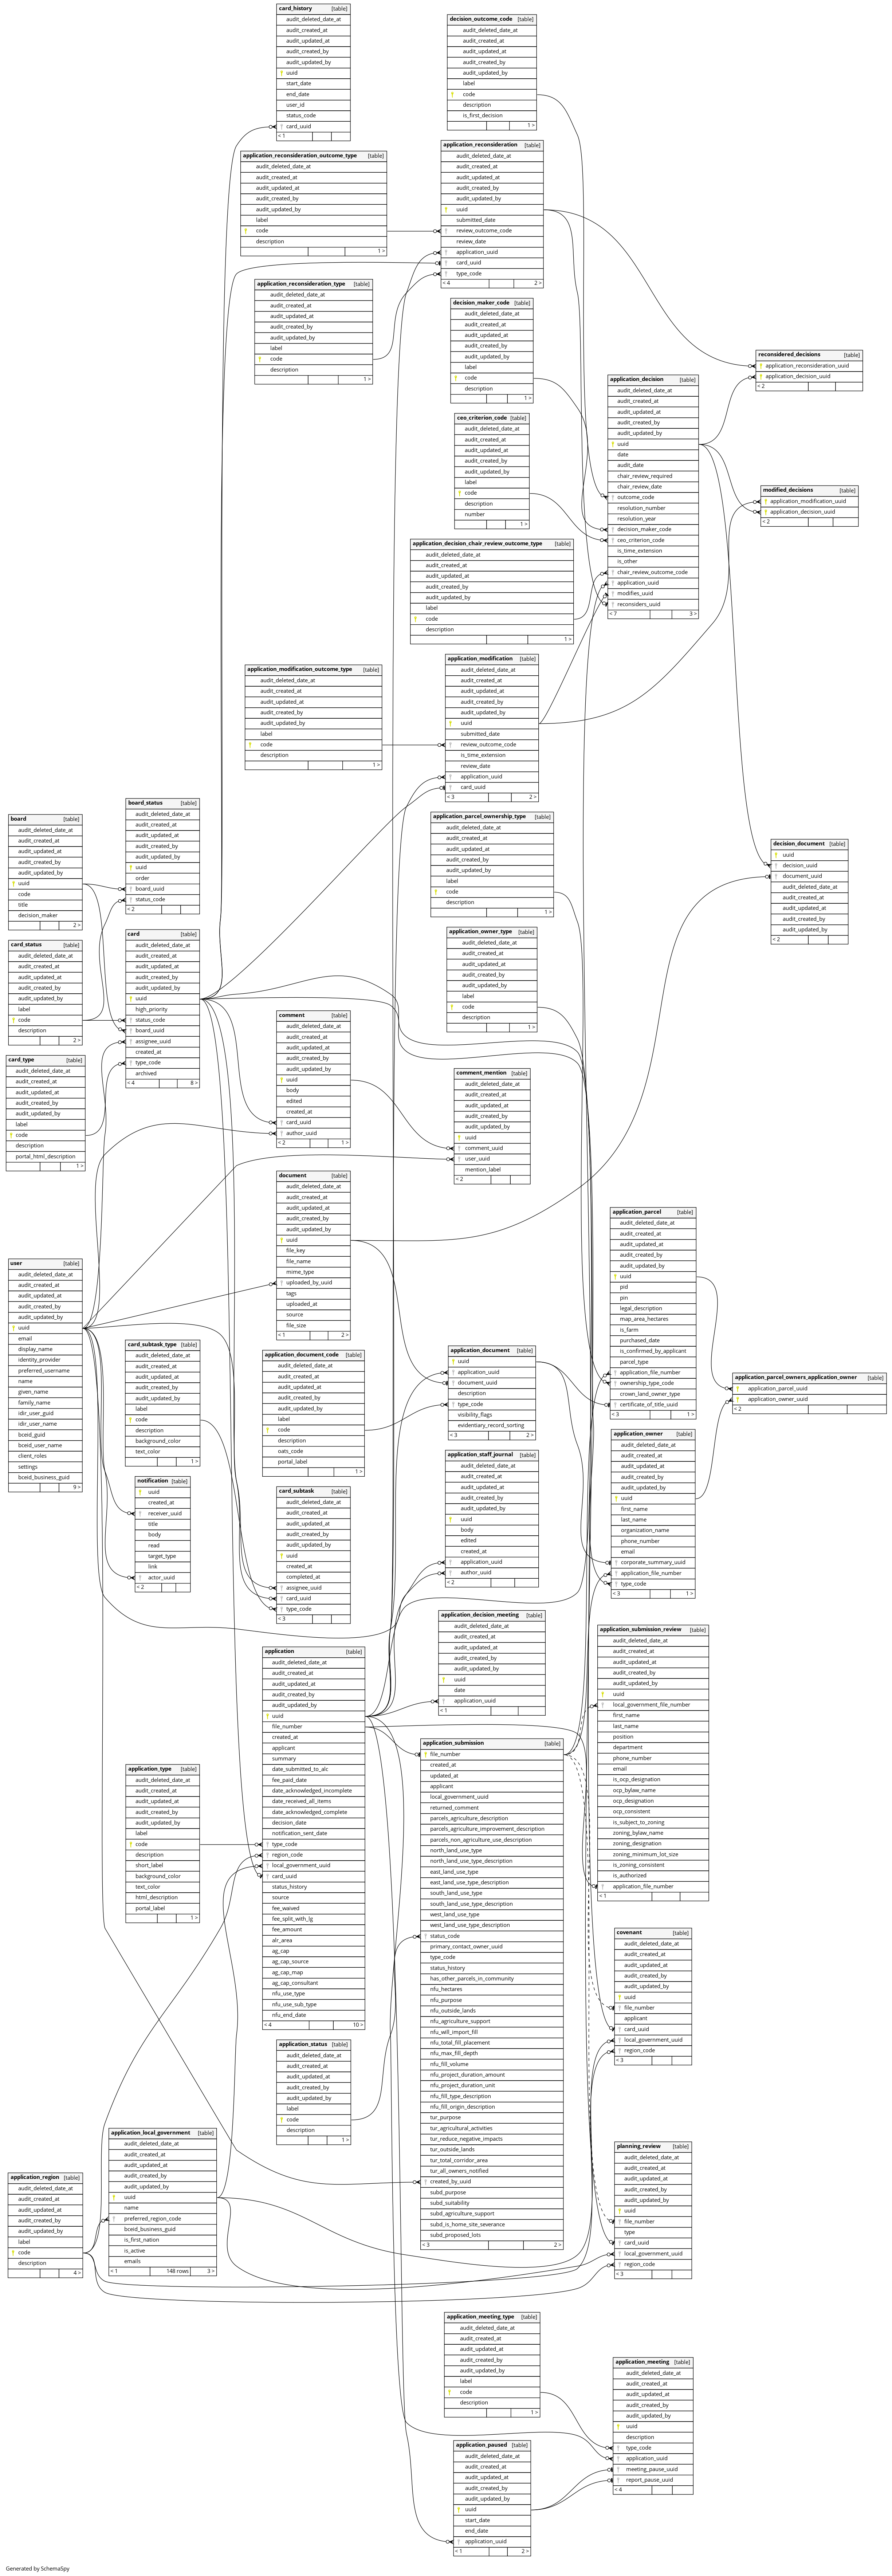 card_history [table]
audit_deleted_date_at
audit_created_at
audit_updated_at
audit_created_by
audit_updated_by
uuid
start_date
end_date
user_id
status_code
card_uuid
< 1
decision_outcome_code [table]
audit_deleted_date_at
audit_created_at
audit_updated_at
audit_created_by
audit_updated_by
label
code
description
is_first_decision
1 >
application_reconsideration [table]
audit_deleted_date_at
audit_created_at
audit_updated_at
audit_created_by
audit_updated_by
uuid
submitted_date
review_outcome_code
review_date
application_uuid
card_uuid
type_code
< 4 2 >
application_reconsideration_outcome_type [table]
audit_deleted_date_at
audit_created_at
audit_updated_at
audit_created_by
audit_updated_by
label
code
description
1 >
application_reconsideration_type [table]
audit_deleted_date_at
audit_created_at
audit_updated_at
audit_created_by
audit_updated_by
label
code
description
1 >
decision_maker_code [table]
audit_deleted_date_at
audit_created_at
audit_updated_at
audit_created_by
audit_updated_by
label
code
description
1 >
reconsidered_decisions [table]
application_reconsideration_uuid
application_decision_uuid
< 2
application_decision [table]
audit_deleted_date_at
audit_created_at
audit_updated_at
audit_created_by
audit_updated_by
uuid
date
audit_date
chair_review_required
chair_review_date
outcome_code
resolution_number
resolution_year
decision_maker_code
ceo_criterion_code
is_time_extension
is_other
chair_review_outcome_code
application_uuid
modifies_uuid
reconsiders_uuid
< 7 3 >
ceo_criterion_code [table]
audit_deleted_date_at
audit_created_at
audit_updated_at
audit_created_by
audit_updated_by
label
code
description
number
1 >
modified_decisions [table]
application_modification_uuid
application_decision_uuid
< 2
application_decision_chair_review_outcome_type [table]
audit_deleted_date_at
audit_created_at
audit_updated_at
audit_created_by
audit_updated_by
label
code
description
1 >
application_modification [table]
audit_deleted_date_at
audit_created_at
audit_updated_at
audit_created_by
audit_updated_by
uuid
submitted_date
review_outcome_code
is_time_extension
review_date
application_uuid
card_uuid
< 3 2 >
application_modification_outcome_type [table]
audit_deleted_date_at
audit_created_at
audit_updated_at
audit_created_by
audit_updated_by
label
code
description
1 >
board_status [table]
audit_deleted_date_at
audit_created_at
audit_updated_at
audit_created_by
audit_updated_by
uuid
order
board_uuid
status_code
< 2
board [table]
audit_deleted_date_at
audit_created_at
audit_updated_at
audit_created_by
audit_updated_by
uuid
code
title
decision_maker
2 >
application_parcel_ownership_type [table]
audit_deleted_date_at
audit_created_at
audit_updated_at
audit_created_by
audit_updated_by
label
code
description
1 >
decision_document [table]
uuid
decision_uuid
document_uuid
audit_deleted_date_at
audit_created_at
audit_updated_at
audit_created_by
audit_updated_by
< 2
card_status [table]
audit_deleted_date_at
audit_created_at
audit_updated_at
audit_created_by
audit_updated_by
label
code
description
2 >
card [table]
audit_deleted_date_at
audit_created_at
audit_updated_at
audit_created_by
audit_updated_by
uuid
high_priority
status_code
board_uuid
assignee_uuid
created_at
type_code
archived
< 4 8 >
application_owner_type [table]
audit_deleted_date_at
audit_created_at
audit_updated_at
audit_created_by
audit_updated_by
label
code
description
1 >
comment [table]
audit_deleted_date_at
audit_created_at
audit_updated_at
audit_created_by
audit_updated_by
uuid
body
edited
created_at
card_uuid
author_uuid
< 2 1 >
card_type [table]
audit_deleted_date_at
audit_created_at
audit_updated_at
audit_created_by
audit_updated_by
label
code
description
portal_html_description
1 >
comment_mention [table]
audit_deleted_date_at
audit_created_at
audit_updated_at
audit_created_by
audit_updated_by
uuid
comment_uuid
user_uuid
mention_label
< 2
document [table]
audit_deleted_date_at
audit_created_at
audit_updated_at
audit_created_by
audit_updated_by
uuid
file_key
file_name
mime_type
uploaded_by_uuid
tags
uploaded_at
source
file_size
< 1 2 >
application_parcel [table]
audit_deleted_date_at
audit_created_at
audit_updated_at
audit_created_by
audit_updated_by
uuid
pid
pin
legal_description
map_area_hectares
is_farm
purchased_date
is_confirmed_by_applicant
parcel_type
application_file_number
ownership_type_code
crown_land_owner_type
certificate_of_title_uuid
< 3 1 >
user [table]
audit_deleted_date_at
audit_created_at
audit_updated_at
audit_created_by
audit_updated_by
uuid
email
display_name
identity_provider
preferred_username
name
given_name
family_name
idir_user_guid
idir_user_name
bceid_guid
bceid_user_name
client_roles
settings
bceid_business_guid
9 >
card_subtask_type [table]
audit_deleted_date_at
audit_created_at
audit_updated_at
audit_created_by
audit_updated_by
label
code
description
background_color
text_color
1 >
application_document_code [table]
audit_deleted_date_at
audit_created_at
audit_updated_at
audit_created_by
audit_updated_by
label
code
description
oats_code
portal_label
1 >
application_document [table]
uuid
application_uuid
document_uuid
description
type_code
visibility_flags
evidentiary_record_sorting
< 3 2 >
application_parcel_owners_application_owner [table]
application_parcel_uuid
application_owner_uuid
< 2
application_owner [table]
audit_deleted_date_at
audit_created_at
audit_updated_at
audit_created_by
audit_updated_by
uuid
first_name
last_name
organization_name
phone_number
email
corporate_summary_uuid
application_file_number
type_code
< 3 1 >
application_staff_journal [table]
audit_deleted_date_at
audit_created_at
audit_updated_at
audit_created_by
audit_updated_by
uuid
body
edited
created_at
application_uuid
author_uuid
< 2
notification [table]
uuid
created_at
receiver_uuid
title
body
read
target_type
link
actor_uuid
< 2
card_subtask [table]
audit_deleted_date_at
audit_created_at
audit_updated_at
audit_created_by
audit_updated_by
uuid
created_at
completed_at
assignee_uuid
card_uuid
type_code
< 3
application_decision_meeting [table]
audit_deleted_date_at
audit_created_at
audit_updated_at
audit_created_by
audit_updated_by
uuid
date
application_uuid
< 1
application_submission_review [table]
audit_deleted_date_at
audit_created_at
audit_updated_at
audit_created_by
audit_updated_by
uuid
local_government_file_number
first_name
last_name
position
department
phone_number
email
is_ocp_designation
ocp_bylaw_name
ocp_designation
ocp_consistent
is_subject_to_zoning
zoning_bylaw_name
zoning_designation
zoning_minimum_lot_size
is_zoning_consistent
is_authorized
application_file_number
< 1
application [table]
audit_deleted_date_at
audit_created_at
audit_updated_at
audit_created_by
audit_updated_by
uuid
file_number
created_at
applicant
summary
date_submitted_to_alc
fee_paid_date
date_acknowledged_incomplete
date_received_all_items
date_acknowledged_complete
decision_date
notification_sent_date
type_code
region_code
local_government_uuid
card_uuid
status_history
source
fee_waived
fee_split_with_lg
fee_amount
alr_area
ag_cap
ag_cap_source
ag_cap_map
ag_cap_consultant
nfu_use_type
nfu_use_sub_type
nfu_end_date
< 4 10 >
application_submission [table]
file_number
created_at
updated_at
applicant
local_government_uuid
returned_comment
parcels_agriculture_description
parcels_agriculture_improvement_description
parcels_non_agriculture_use_description
north_land_use_type
north_land_use_type_description
east_land_use_type
east_land_use_type_description
south_land_use_type
south_land_use_type_description
west_land_use_type
west_land_use_type_description
status_code
primary_contact_owner_uuid
type_code
status_history
has_other_parcels_in_community
nfu_hectares
nfu_purpose
nfu_outside_lands
nfu_agriculture_support
nfu_will_import_fill
nfu_total_fill_placement
nfu_max_fill_depth
nfu_fill_volume
nfu_project_duration_amount
nfu_project_duration_unit
nfu_fill_type_description
nfu_fill_origin_description
tur_purpose
tur_agricultural_activities
tur_reduce_negative_impacts
tur_outside_lands
tur_total_corridor_area
tur_all_owners_notified
created_by_uuid
subd_purpose
subd_suitability
subd_agriculture_support
subd_is_home_site_severance
subd_proposed_lots
< 3 2 >
application_type [table]
audit_deleted_date_at
audit_created_at
audit_updated_at
audit_created_by
audit_updated_by
label
code
description
short_label
background_color
text_color
html_description
portal_label
1 >
covenant [table]
audit_deleted_date_at
audit_created_at
audit_updated_at
audit_created_by
audit_updated_by
uuid
file_number
applicant
card_uuid
local_government_uuid
region_code
< 3
application_status [table]
audit_deleted_date_at
audit_created_at
audit_updated_at
audit_created_by
audit_updated_by
label
code
description
1 >
application_local_government [table]
audit_deleted_date_at
audit_created_at
audit_updated_at
audit_created_by
audit_updated_by
uuid
name
preferred_region_code
bceid_business_guid
is_first_nation
is_active
emails
< 1 148 rows 3 >
planning_review [table]
audit_deleted_date_at
audit_created_at
audit_updated_at
audit_created_by
audit_updated_by
uuid
file_number
type
card_uuid
local_government_uuid
region_code
< 3
application_region [table]
audit_deleted_date_at
audit_created_at
audit_updated_at
audit_created_by
audit_updated_by
label
code
description
4 >
application_meeting_type [table]
audit_deleted_date_at
audit_created_at
audit_updated_at
audit_created_by
audit_updated_by
label
code
description
1 >
application_meeting [table]
audit_deleted_date_at
audit_created_at
audit_updated_at
audit_created_by
audit_updated_by
uuid
description
type_code
application_uuid
meeting_pause_uuid
report_pause_uuid
< 4
application_paused [table]
audit_deleted_date_at
audit_created_at
audit_updated_at
audit_created_by
audit_updated_by
uuid
start_date
end_date
application_uuid
< 1 2 >
Generated by SchemaSpy